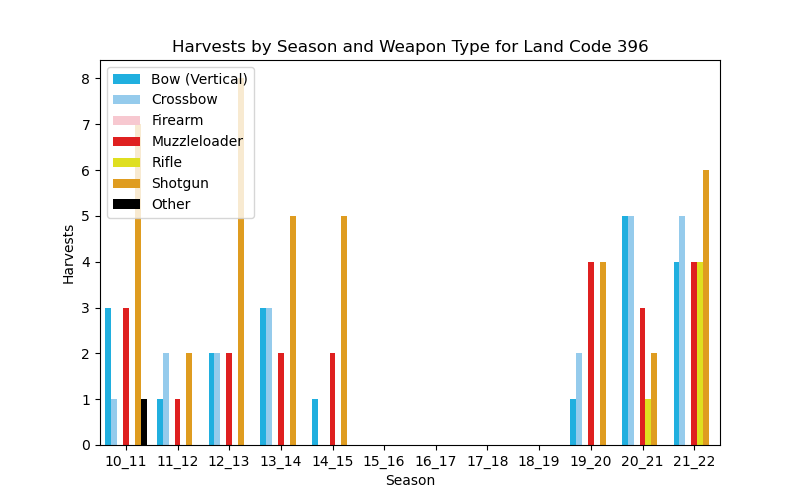 Harvests by Season and Weapon Type for Land Code 396
8
7
6
5
4
3
2
1
0
Harvests
Bow (Vertical)
Crossbow
Firearm
Muzzleloader
Rifle
Shotgun
Other
10_11 11_12 12_13 13_14 14_15 15_16 16_17 17_18 18_19 19_20 20_21 21_22
Season